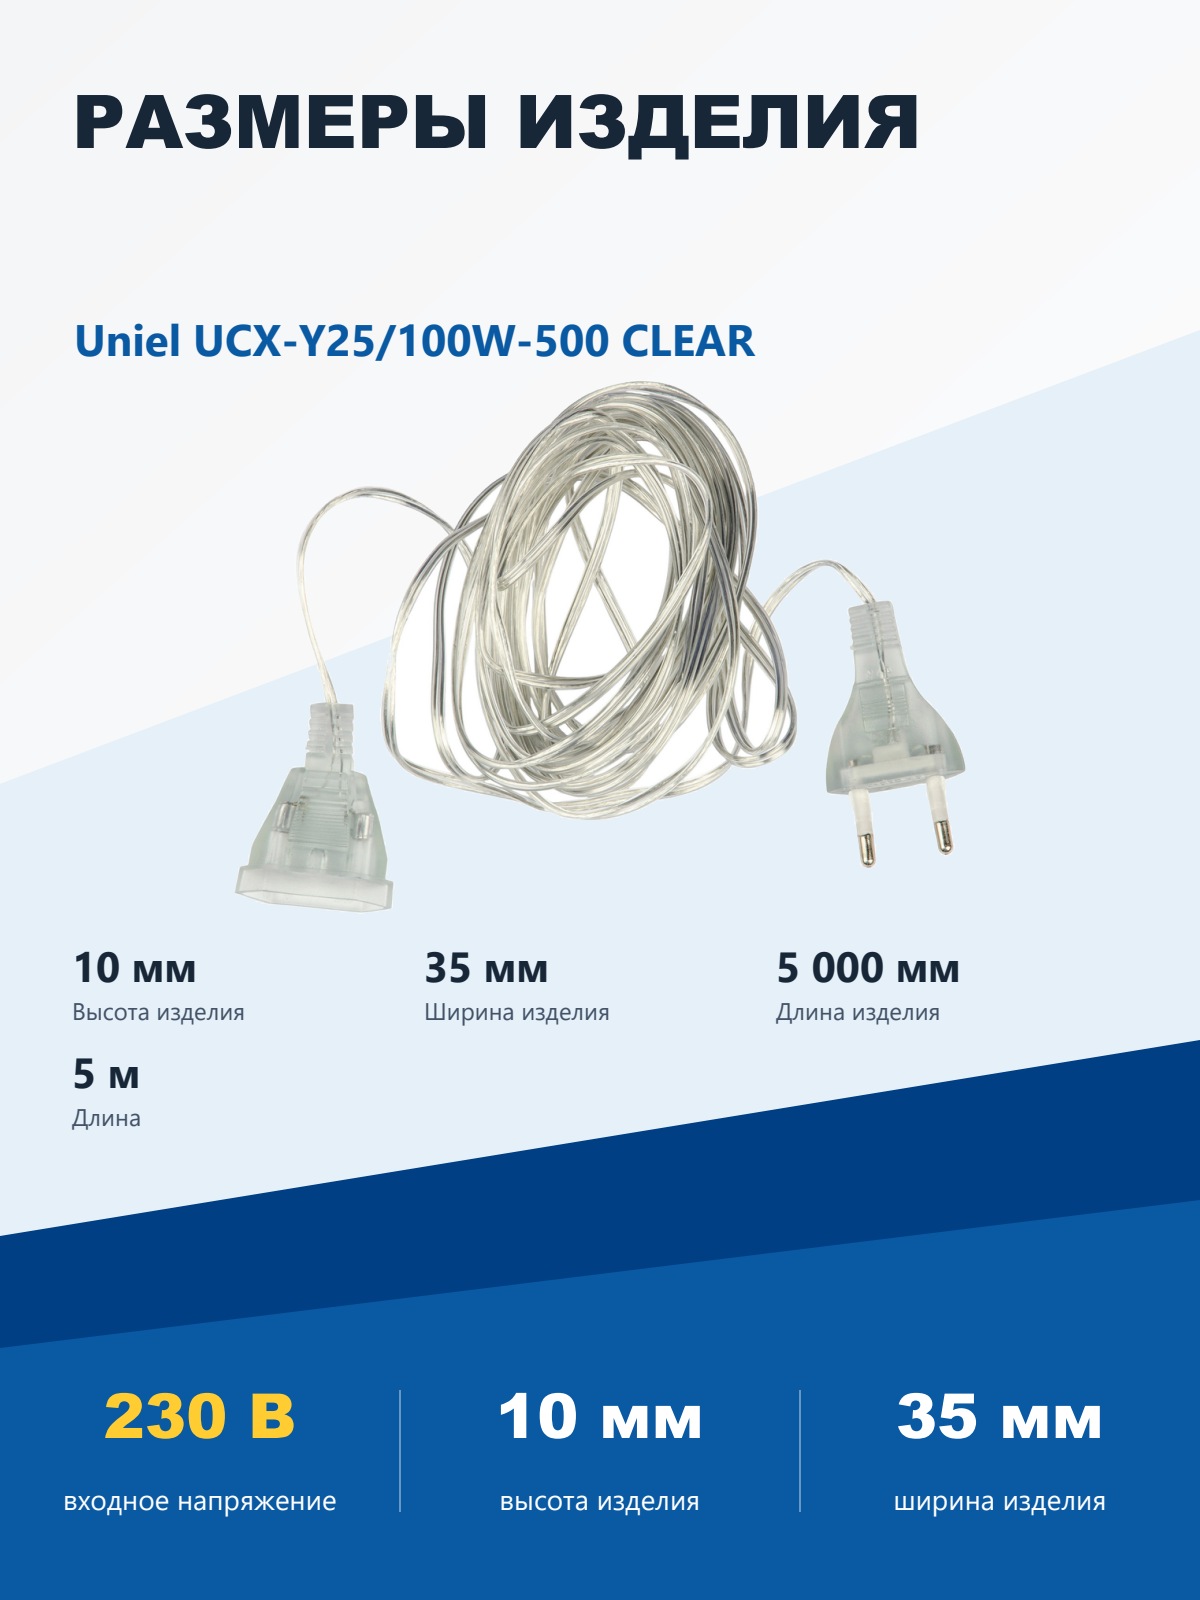 РАЗМЕРЫ ИЗДЕЛИЯ
Uniel UCX-Y25/100W-500 CLEAR
10 мм
Высота изделия
35 мм
Ширина изделия
5 000 мм
Длина изделия
5 м
Длина
230 В
входное напряжение
10 мм
высота изделия
35 мм
ширина изделия